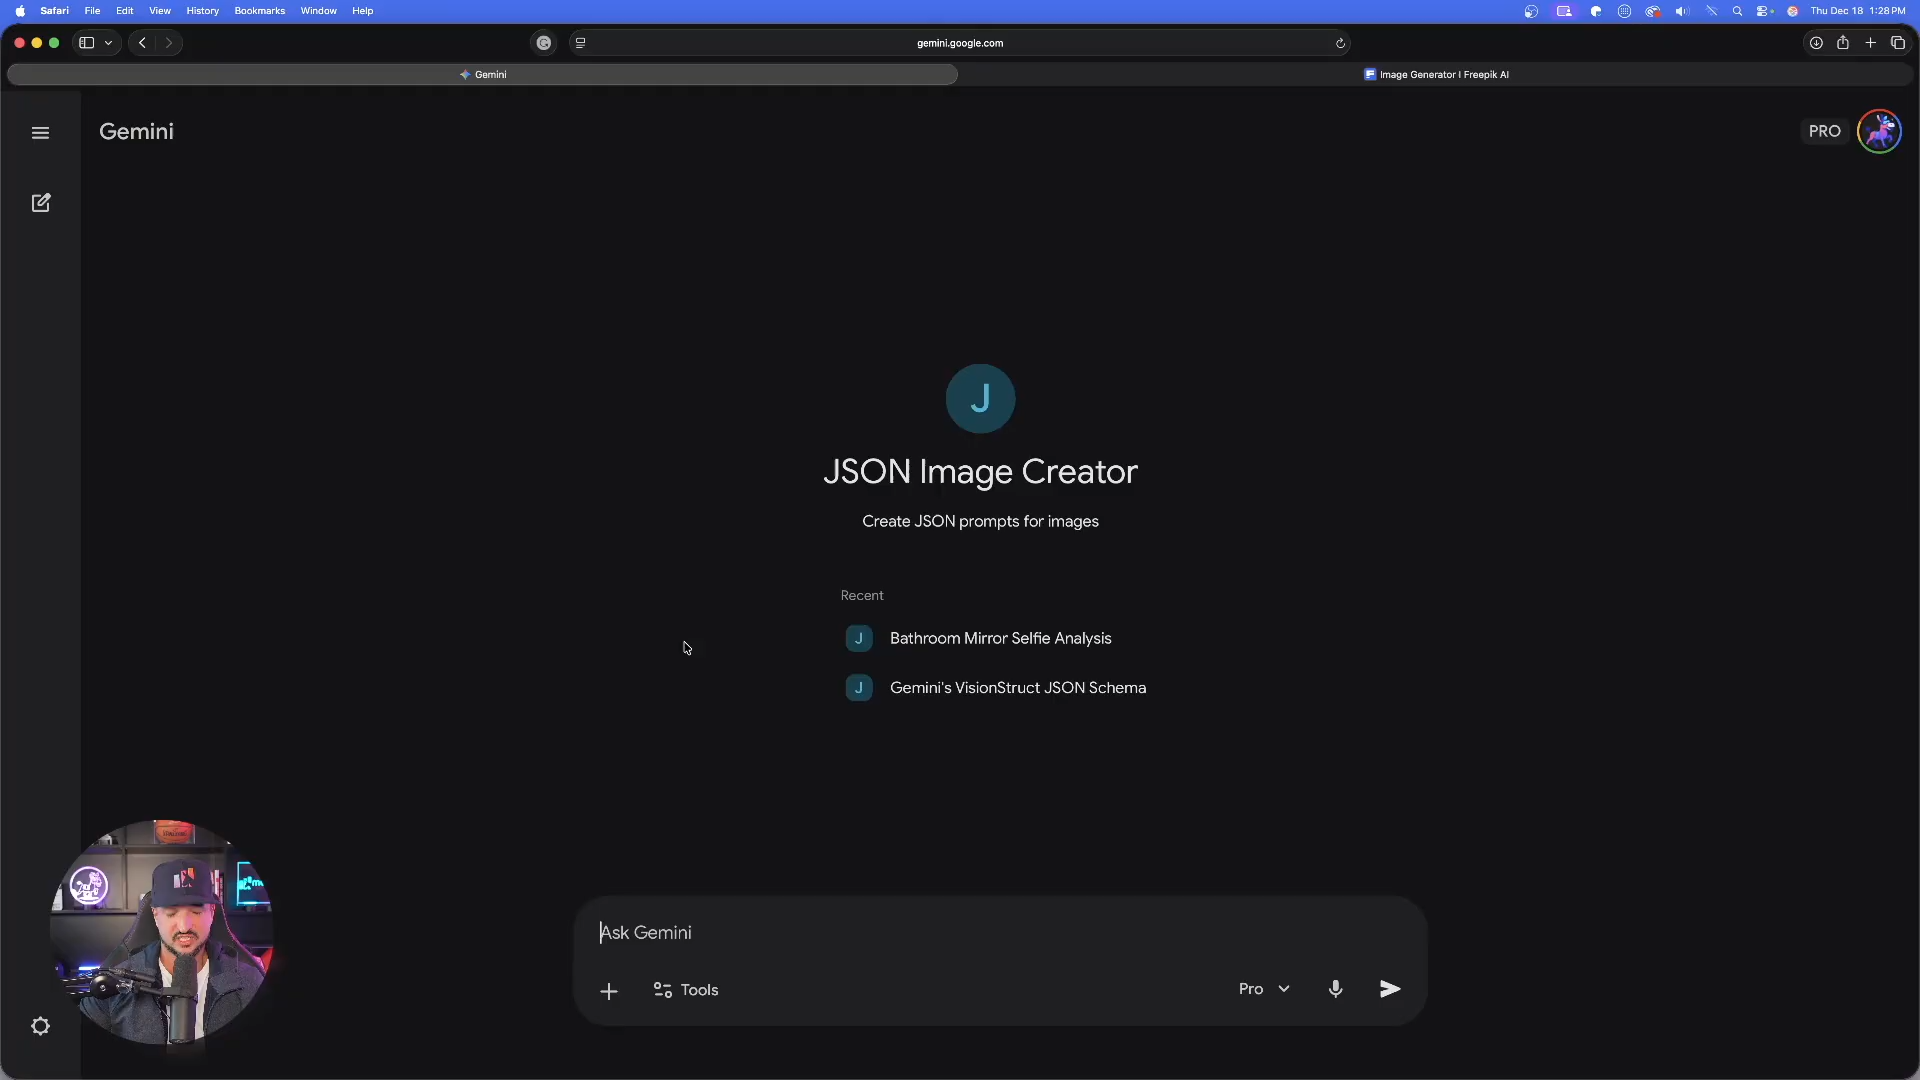 Safari File Edit View History Bookmarks Window Help Thu Dec 18 1:28 PM
gemini.google.com
Gemini Image Generator | Freepik AI
Gemini PRO
J
JSON Image Creator
Create JSON prompts for images
Recent
J Bathroom Mirror Selfie Analysis
J Gemini's VisionStruct JSON Schema
Ask Gemini
Tools Pro